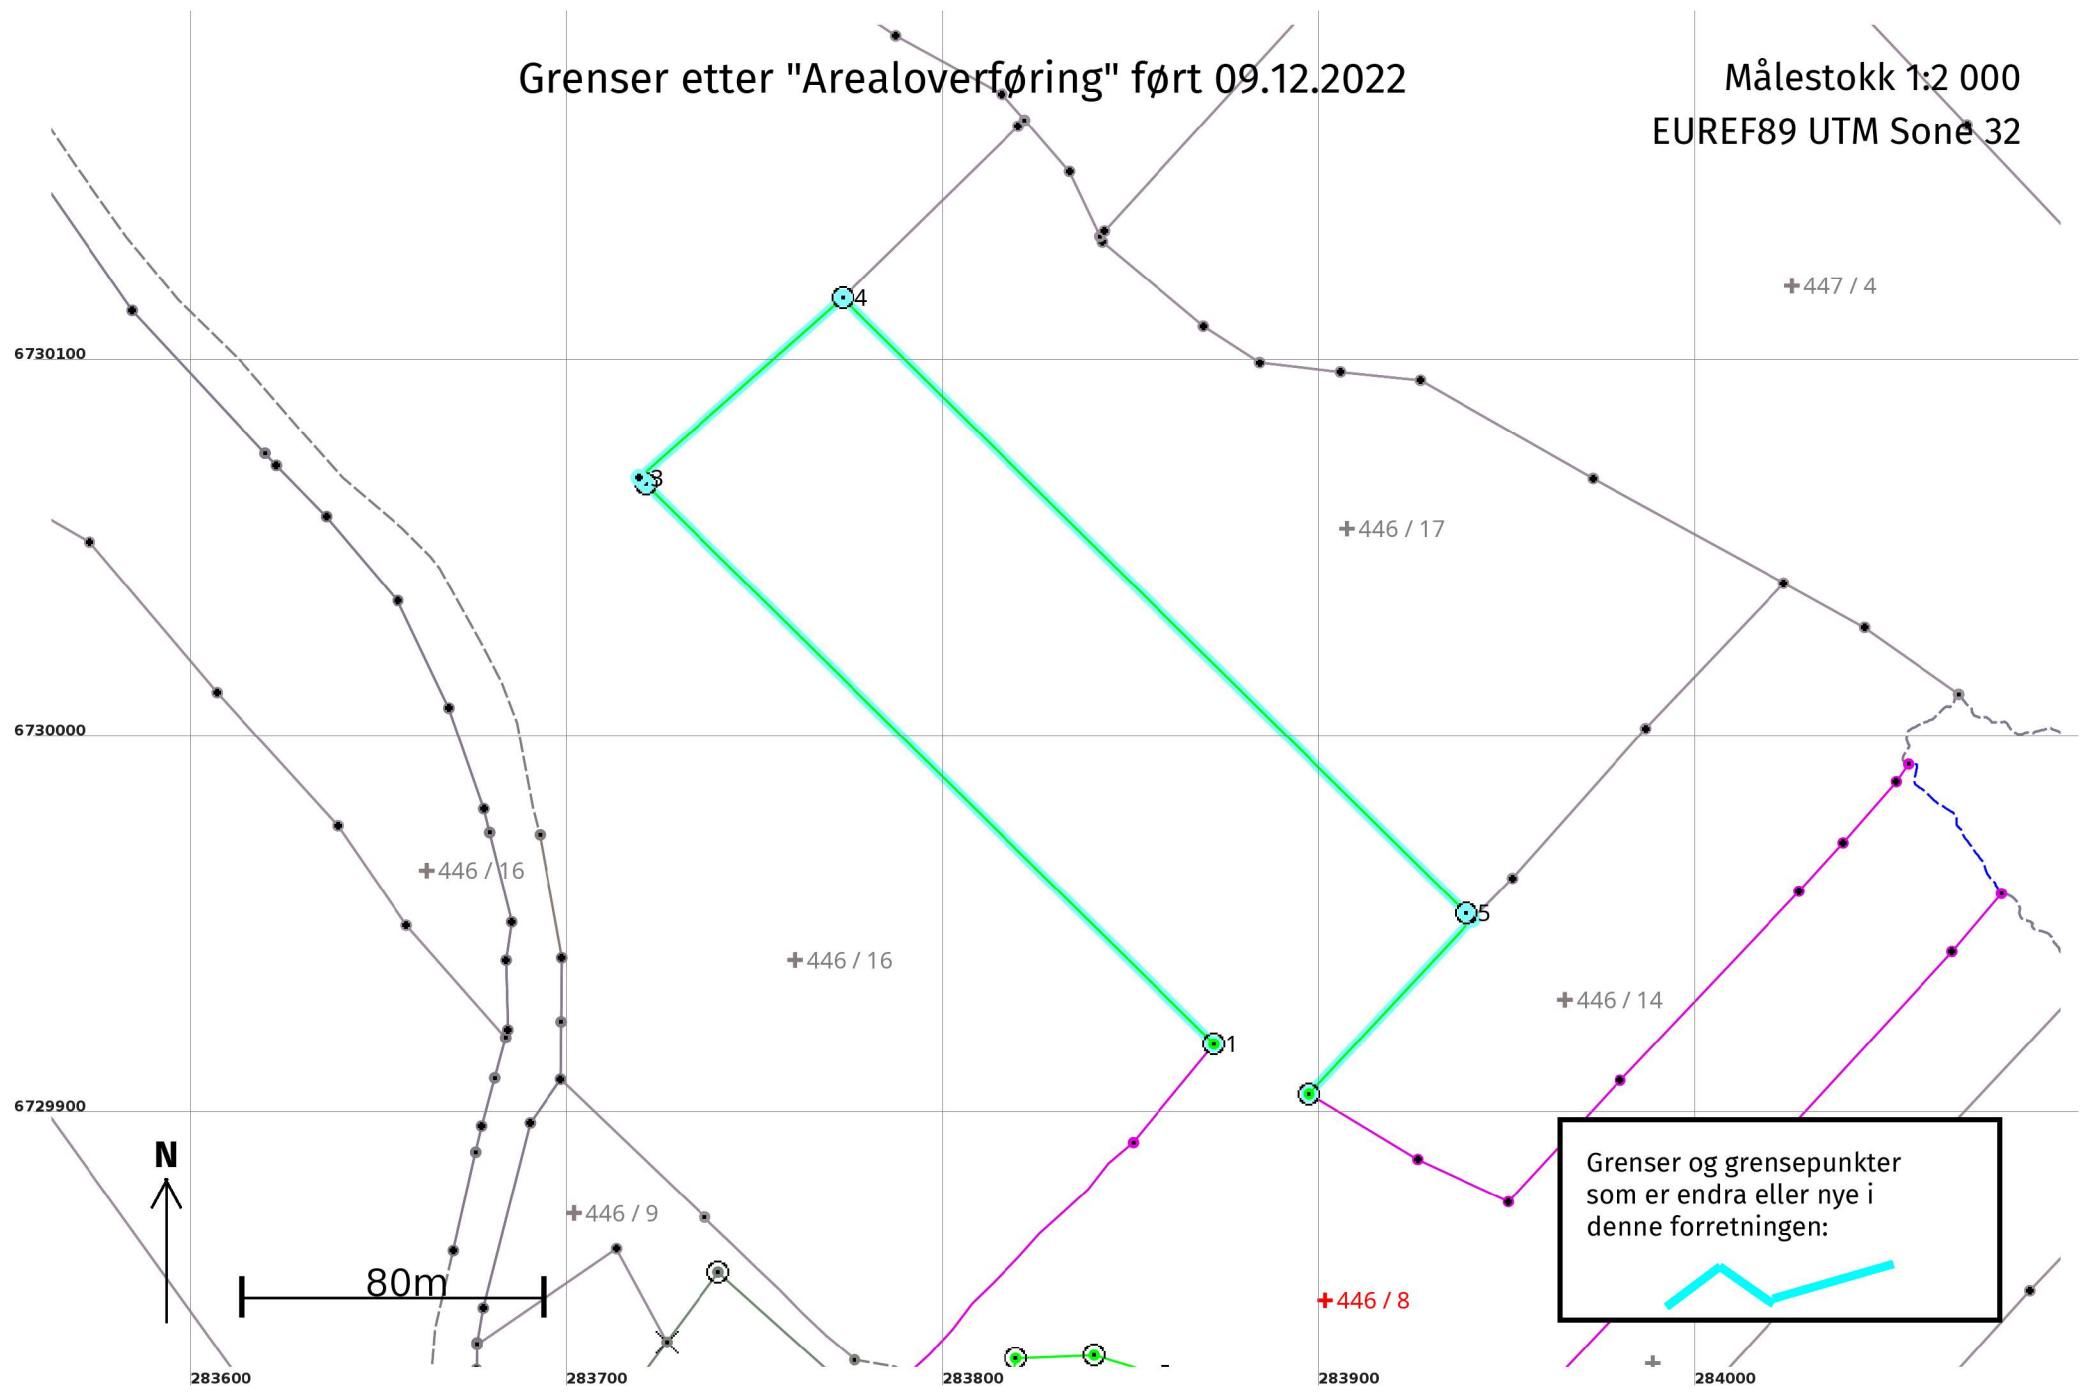 Grenser etter "Arealoverføring" ført 09.12.2022
Målestokk 1:2 000
EUREF89 UTM Sone 32
447 / 4
4
6730100
3
446 / 17
6730000
446 / 16
5
446 / 16
446 / 14
1
6729900
N
446 / 9
80m
446 / 8
Grenser og grensepunkter
som er endra eller nye i
denne forretningen:
283600
283700
283800
283900
284000